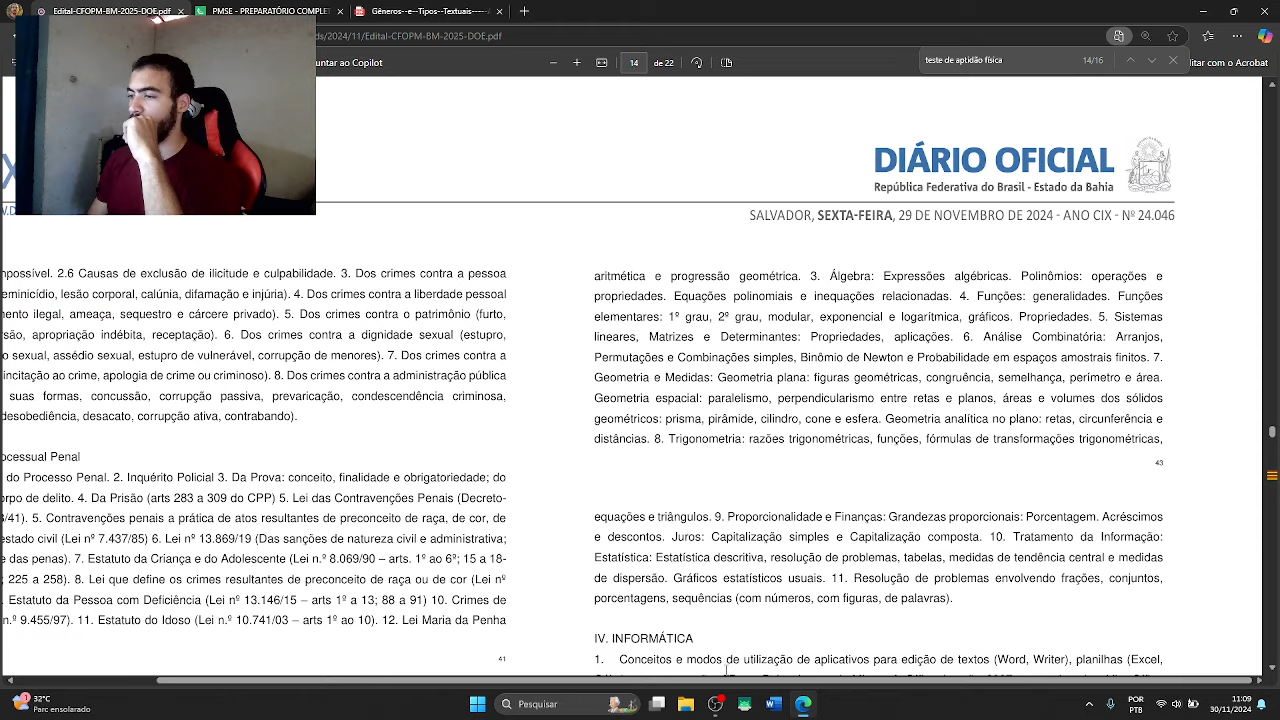 Edital-CFOPM-BM-2025-DOE.pdf
PMSE - PREPARATÓRIO COMPLET
Gêneros-e-Tipos-Textuais-
ds/2024/11/Edital-CFOPM-BM-2025-DOE.pdf
ntar ao Copilot
14 de 22
teste de aptidão física
14/16
itar com o Acrobat
DIÁRIO OFICIAL
República Federativa do Brasil - Estado da Bahia
SALVADOR, SEXTA-FEIRA, 29 DE NOVEMBRO DE 2024 - ANO CIX - Nº 24.046
mpossível. 2.6 Causas de exclusão de ilicitude e culpabilidade. 3. Dos crimes contra a pessoa
eminicídio, lesão corporal, calúnia, difamação e injúria). 4. Dos crimes contra a liberdade pessoal
mento ilegal, ameaça, sequestro e cárcere privado). 5. Dos crimes contra o patrimônio (furto,
rsão, apropriação indébita, receptação). 6. Dos crimes contra a dignidade sexual (estupro,
o sexual, assédio sexual, estupro de vulnerável, corrupção de menores). 7. Dos crimes contra a
incitação ao crime, apologia de crime ou criminoso). 8. Dos crimes contra a administração pública
suas formas, concussão, corrupção passiva, prevaricação, condescendência criminosa,
desobediência, desacato, corrupção ativa, contrabando).
ocessual Penal
do Processo Penal. 2. Inquérito Policial 3. Da Prova: conceito, finalidade e obrigatoriedade; do
orpo de delito. 4. Da Prisão (arts 283 a 309 do CPP) 5. Lei das Contravenções Penais (Decreto-
8/41). 5. Contravenções penais a prática de atos resultantes de preconceito de raça, de cor, de
estado civil (Lei nº 7.437/85) 6. Lei nº 13.869/19 (Das sanções de natureza civil e administrativa;
e das penas). 7. Estatuto da Criança e do Adolescente (Lei n.º 8.069/90 – arts. 1º ao 6º; 15 a 18-
225 a 258). 8. Lei que define os crimes resultantes de preconceito de raça ou de cor (Lei nº
. Estatuto da Pessoa com Deficiência (Lei nº 13.146/15 – arts 1º a 13; 88 a 91) 10. Crimes de
n.º 9.455/97). 11. Estatuto do Idoso (Lei n.º 10.741/03 – arts 1º ao 10). 12. Lei Maria da Penha
41
aritmética e progressão geométrica. 3. Álgebra: Expressões algébricas. Polinômios: operações e
propriedades. Equações polinomiais e inequações relacionadas. 4. Funções: generalidades. Funções
elementares: 1º grau, 2º grau, modular, exponencial e logarítmica, gráficos. Propriedades. 5. Sistemas
lineares, Matrizes e Determinantes: Propriedades, aplicações. 6. Análise Combinatória: Arranjos,
Permutações e Combinações simples, Binômio de Newton e Probabilidade em espaços amostrais finitos. 7.
Geometria e Medidas: Geometria plana: figuras geométricas, congruência, semelhança, perímetro e área.
Geometria espacial: paralelismo, perpendicularismo entre retas e planos, áreas e volumes dos sólidos
geométricos: prisma, pirâmide, cilindro, cone e esfera. Geometria analítica no plano: retas, circunferência e
distâncias. 8. Trigonometria: razões trigonométricas, funções, fórmulas de transformações trigonométricas,
43
equações e triângulos. 9. Proporcionalidade e Finanças: Grandezas proporcionais: Porcentagem. Acréscimos
e descontos. Juros: Capitalização simples e Capitalização composta. 10. Tratamento da Informação:
Estatística: Estatística descritiva, resolução de problemas, tabelas, medidas de tendência central e medidas
de dispersão. Gráficos estatísticos usuais. 11. Resolução de problemas envolvendo frações, conjuntos,
porcentagens, sequências (com números, com figuras, de palavras).
IV. INFORMÁTICA
1. Conceitos e modos de utilização de aplicativos para edição de textos (Word, Writer), planilhas (Excel,
32°C
Parc ensolarado
Pesquisar
POR
PTB
11:09
30/11/2024